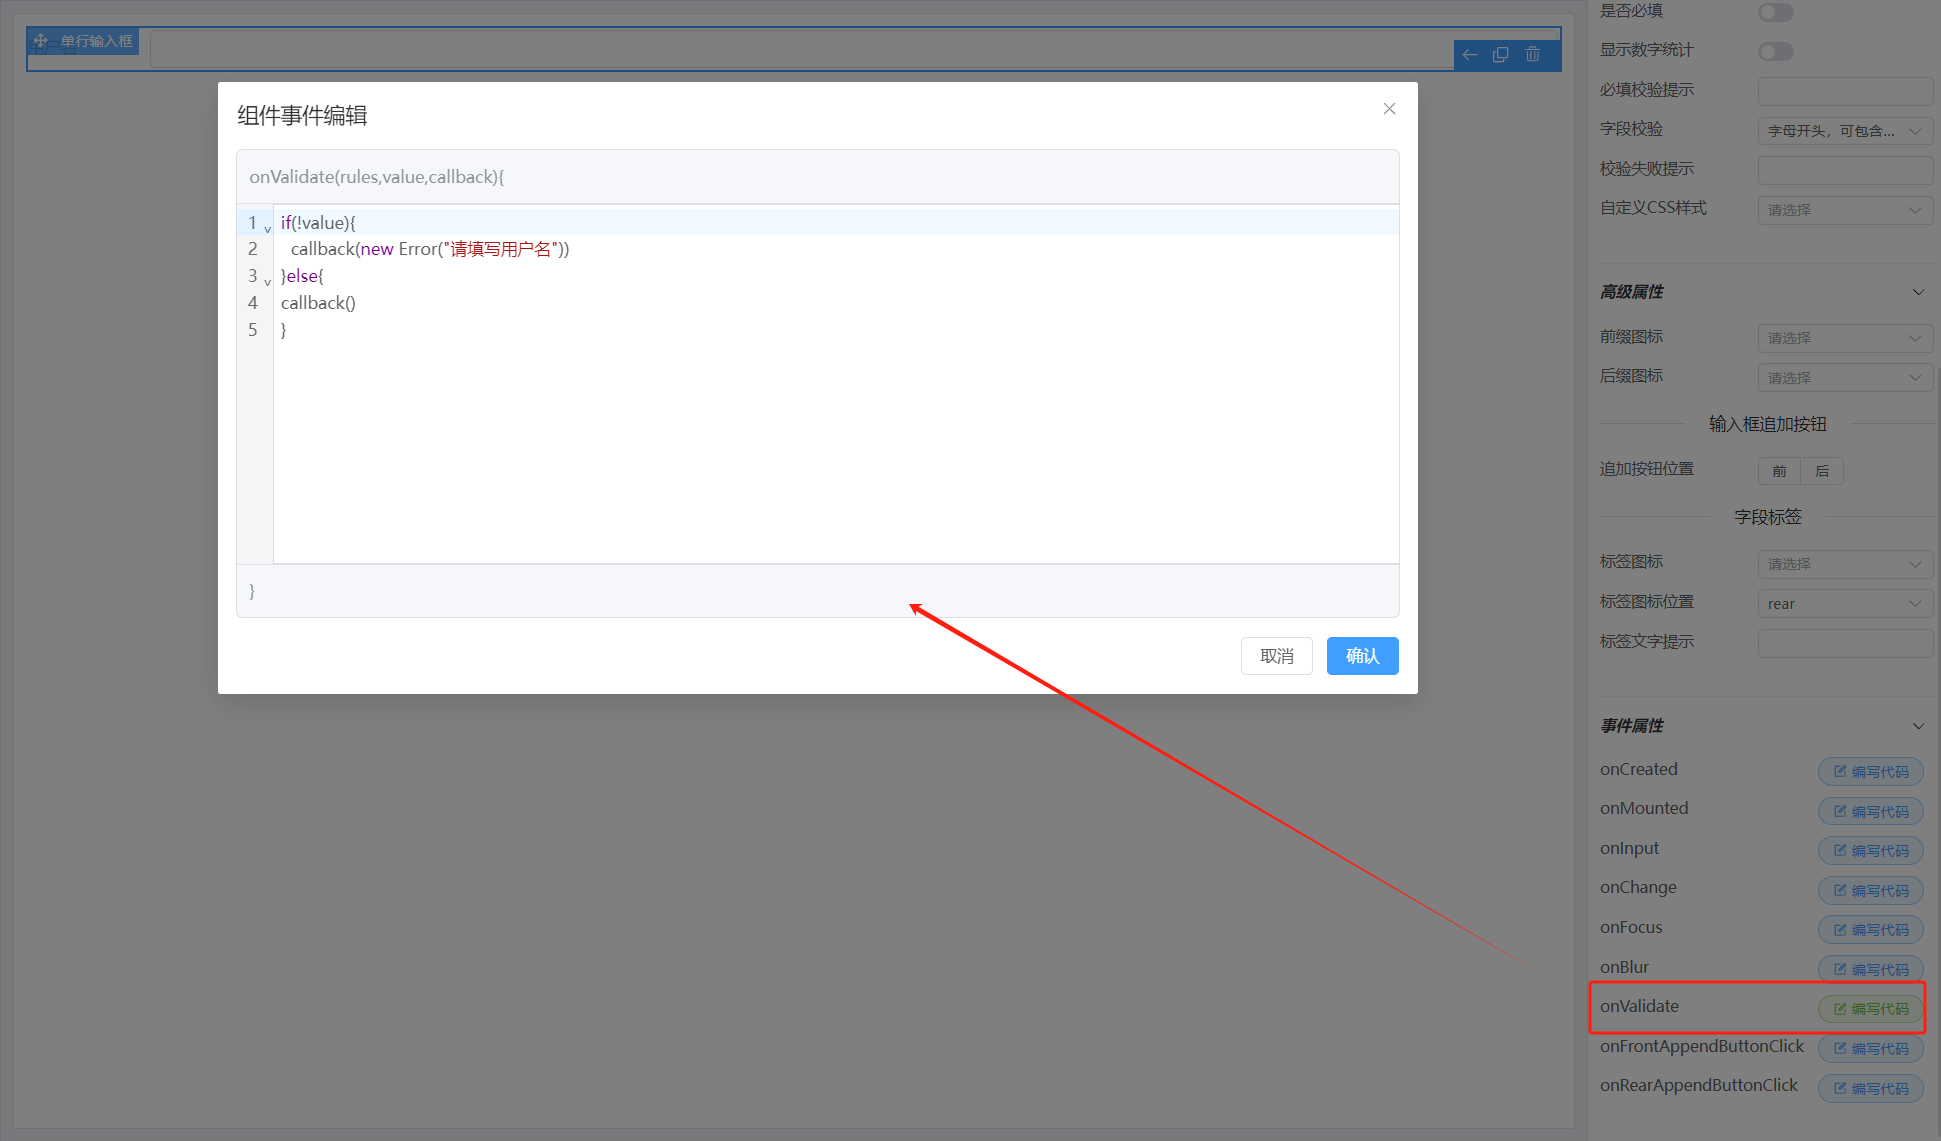 单行输入框
组件事件编辑
onValidate(rules,value,callback){
1 if(!value){
2 callback(new Error("请填写用户名"))
3 }else{
4 callback()
5 }
}
取消 确认
是否必填
显示数字统计
必填校验提示
字段校验 字母开头，可包含...
校验失败提示
自定义CSS样式 请选择
高级属性
前缀图标 请选择
后缀图标 请选择
输入框追加按钮
追加按钮位置 前 后
字段标签
标签图标 请选择
标签图标位置 rear
标签文字提示
事件属性
onCreated 编写代码
onMounted 编写代码
onInput 编写代码
onChange 编写代码
onFocus 编写代码
onBlur 编写代码
onValidate 编写代码
onFrontAppendButtonClick 编写代码
onRearAppendButtonClick 编写代码